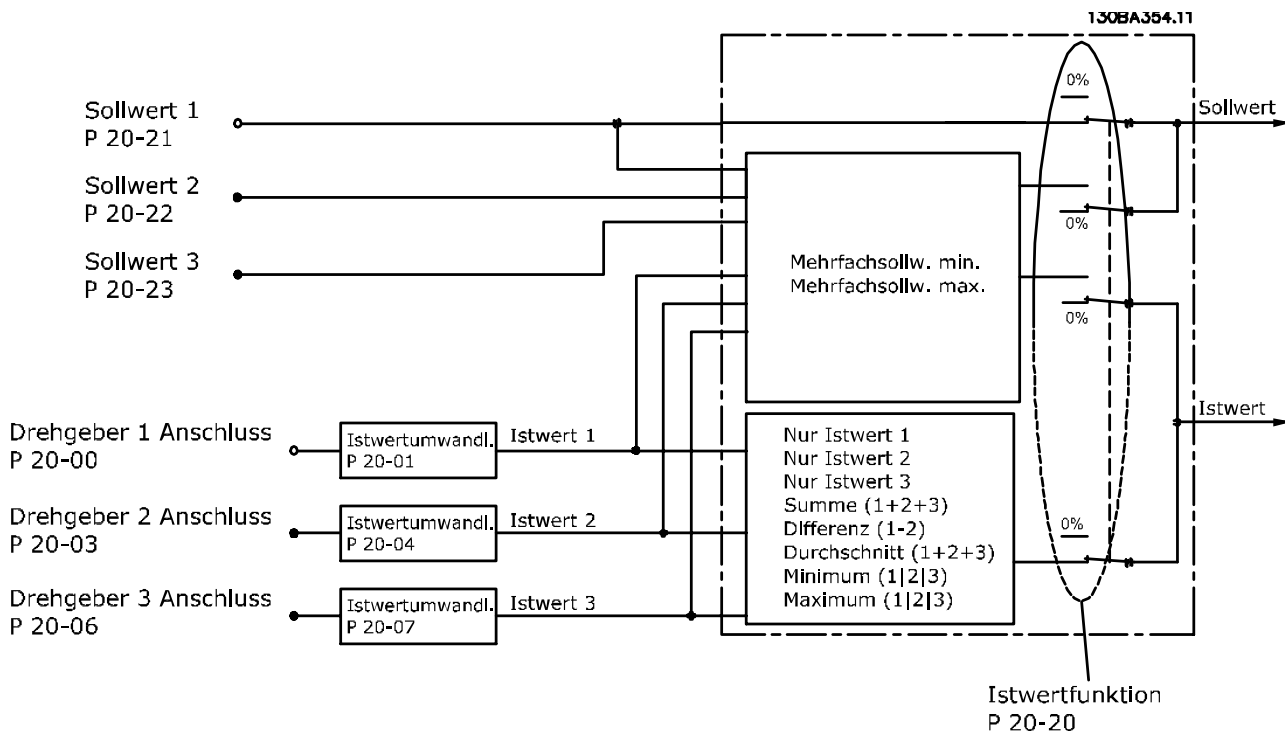 130BA354.11
0%
Sollwert
Sollwert 1
P 20-21
Sollwert 2
P 20-22
0%
Sollwert 3
P 20-23
Mehrfachsollw. min.
Mehrfachsollw. max.
0%
Istwert
Drehgeber 1 Anschluss
P 20-00
Istwertumwandl.
P 20-01
Istwert 1
Drehgeber 2 Anschluss
P 20-03
Istwertumwandl.
P 20-04
Istwert 2
Drehgeber 3 Anschluss
P 20-06
Istwertumwandl.
P 20-07
Istwert 3
Nur Istwert 1
Nur Istwert 2
Nur Istwert 3
Summe (1+2+3)
Differenz (1-2)
Durchschnitt (1+2+3)
Minimum (1|2|3)
Maximum (1|2|3)
0%
Istwertfunktion
P 20-20